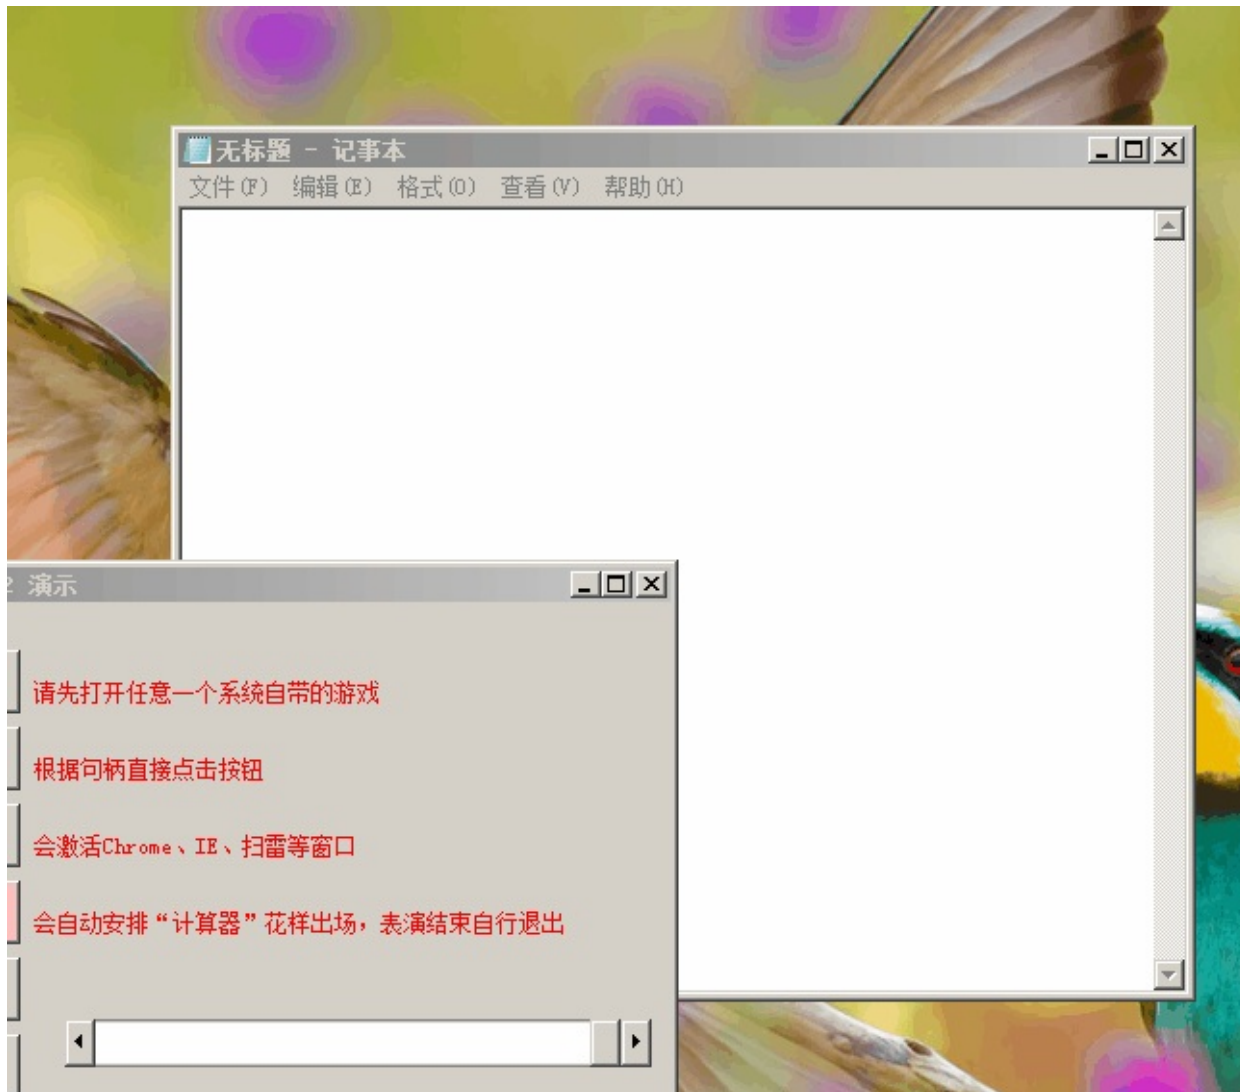 无标题 - 记事本
文件(F) 编辑(E) 格式(O) 查看(V) 帮助(H)
2 演示
请先打开任意一个系统自带的游戏
根据句柄直接点击按钮
会激活Chrome、IE、扫雷等窗口
会自动安排“计算器”花样出场，表演结束自行退出